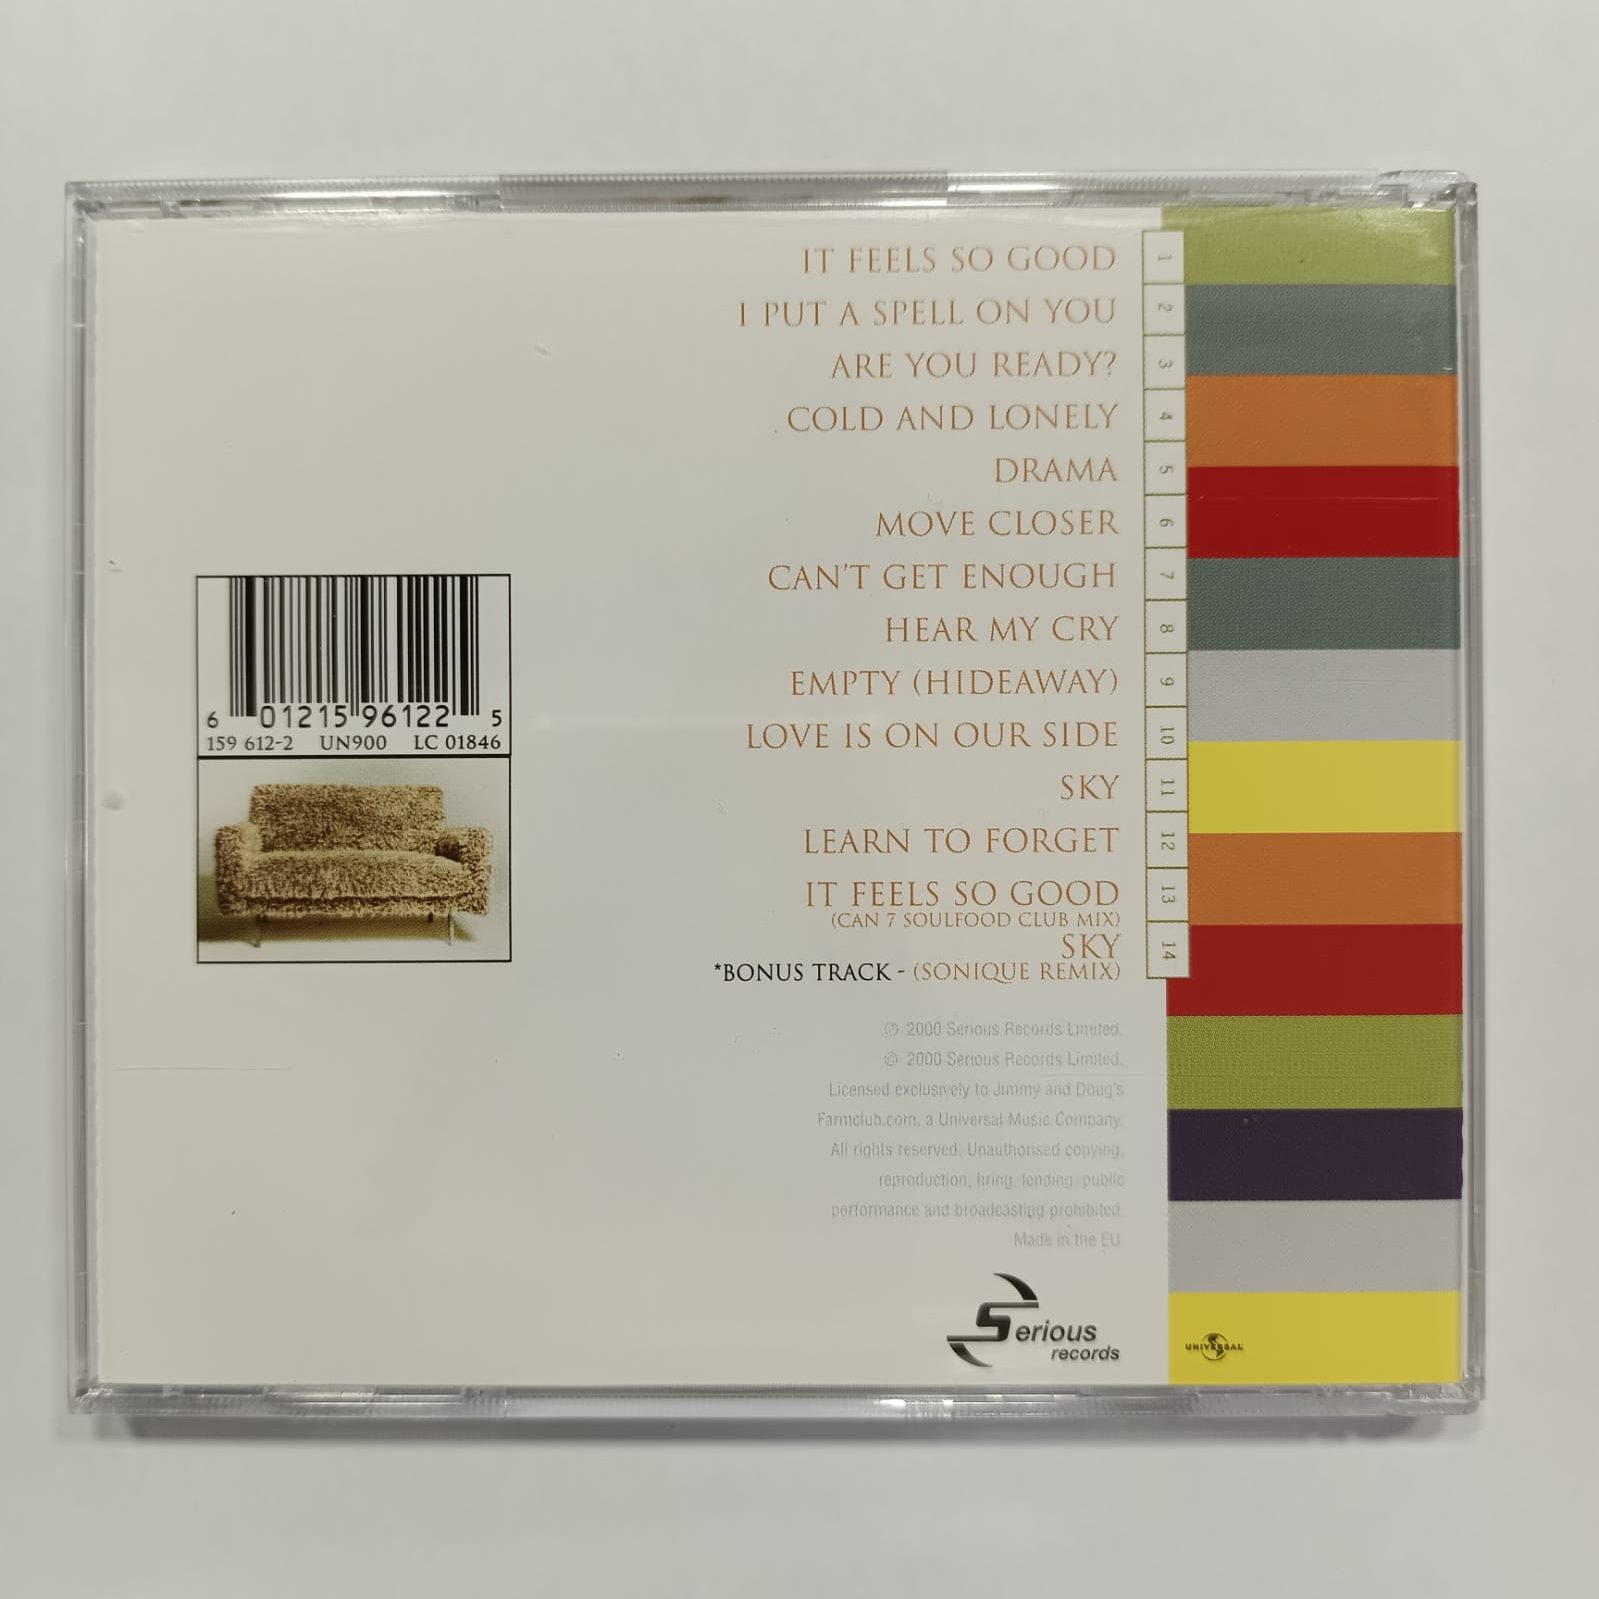 IT FEELS SO GOOD 1
I PUT A SPELL ON YOU 2
ARE YOU READY? 3
COLD AND LONELY 4
DRAMA 5
MOVE CLOSER 6
CAN'T GET ENOUGH 7
HEAR MY CRY 8
EMPTY (HIDEAWAY) 9
LOVE IS ON OUR SIDE 10
SKY 11
LEARN TO FORGET 12
IT FEELS SO GOOD 13
(CAN 7 SOULFOOD CLUB MIX)
SKY 14
*BONUS TRACK - (SONIQUE REMIX)
6 01215 96122 5
159 612-2 UN900 LC 01846
℗ 2000 Serious Records Limited.
© 2000 Serious Records Limited.
Licensed exclusively to Jimmy and Doug's
Farmclub.com, a Universal Music Company.
All rights reserved. Unauthorised copying,
reproduction, hiring, lending, public
performance and broadcasting prohibited.
Made in the EU.
Serious
records
UNIVERSAL